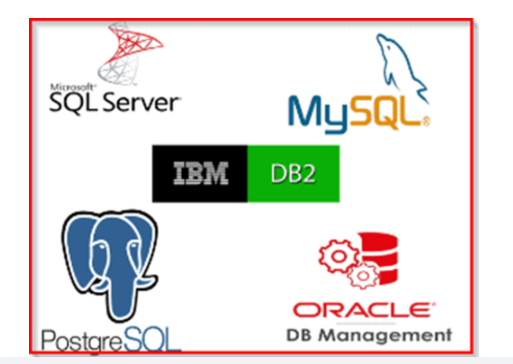 Microsoft®
SQL Server®
MySQL®
IBM DB2
PostgreSQL
ORACLE®
DB Management